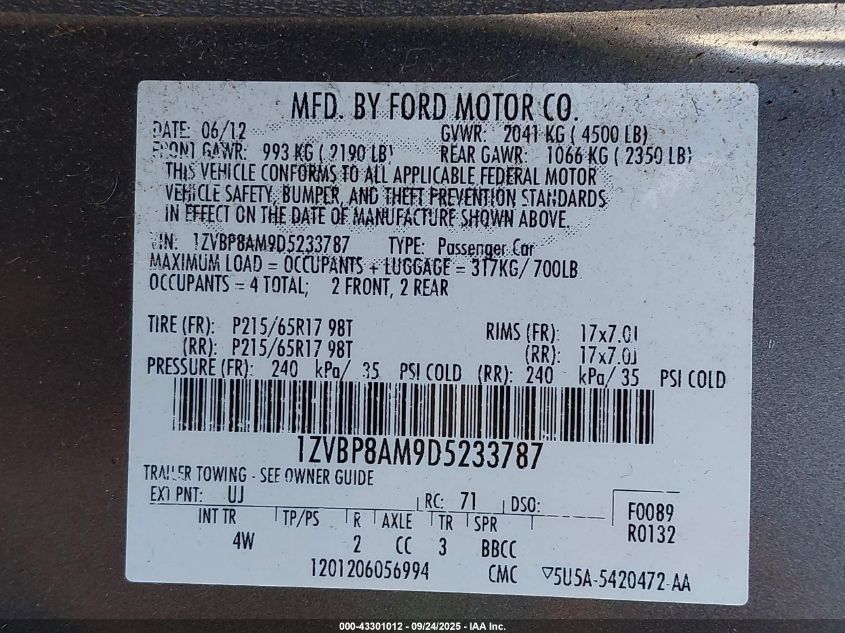 MFD. BY FORD MOTOR CO.
DATE: 06/12 GVWR: 2041 KG ( 4500 LB)
FRONT GAWR: 993 KG ( 2190 LB) REAR GAWR: 1066 KG ( 2350 LB)
THIS VEHICLE CONFORMS TO ALL APPLICABLE FEDERAL MOTOR
VEHICLE SAFETY, BUMPER, AND THEFT PREVENTION STANDARDS
IN EFFECT ON THE DATE OF MANUFACTURE SHOWN ABOVE.
VIN: 1ZVBP8AM9D5233787 TYPE: Passenger Car
MAXIMUM LOAD = OCCUPANTS + LUGGAGE = 317KG/ 700LB
OCCUPANTS = 4 TOTAL; 2 FRONT, 2 REAR
TIRE (FR): P215/65R17 98T RIMS (FR): 17x7.0J
(RR): P215/65R17 98T (RR): 17x7.0J
PRESSURE (FR): 240 kPa/ 35 PSI COLD (RR): 240 kPa/ 35 PSI COLD
1ZVBP8AM9D5233787
TRAILER TOWING - SEE OWNER GUIDE
EXT PNT: UJ RC: 71 DSO: F0089
INT TR TP/PS R AXLE TR SPR R0132
4W 2 CC 3 BBCC
1201206056994 CMC ▽5U5A-5420472-AA
000-43301012 - 09/24/2025 - IAA Inc.